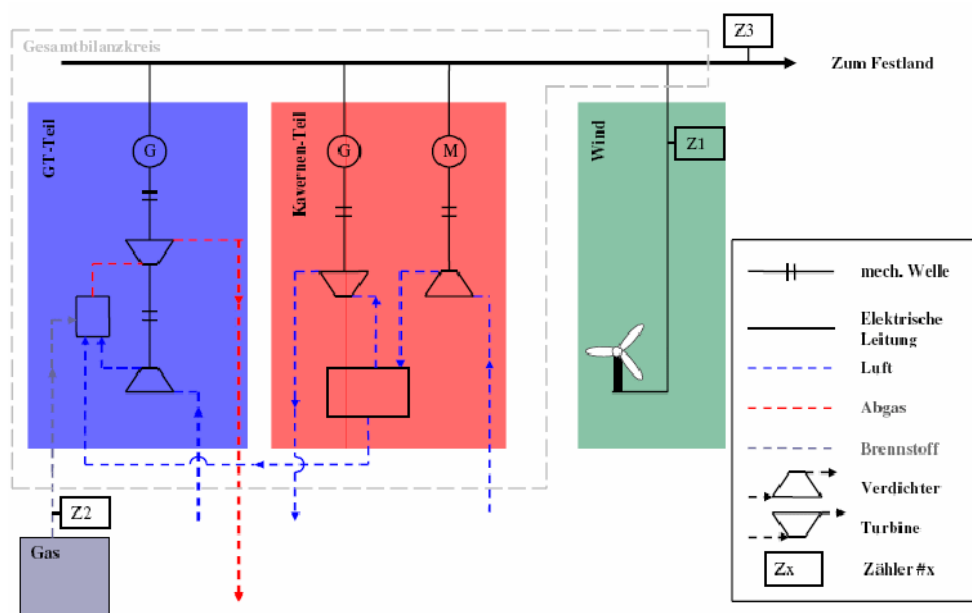 Z3
Gesamtbilanzkreis
Zum Festland
GT-Teil
G
Kavernen-Teil
G
M
Wind
Z1
mech. Welle
Elektrische
Leitung
Luft
Abgas
Brennstoff
Verdichter
Turbine
Zx
Zähler #x
Z2
Gas